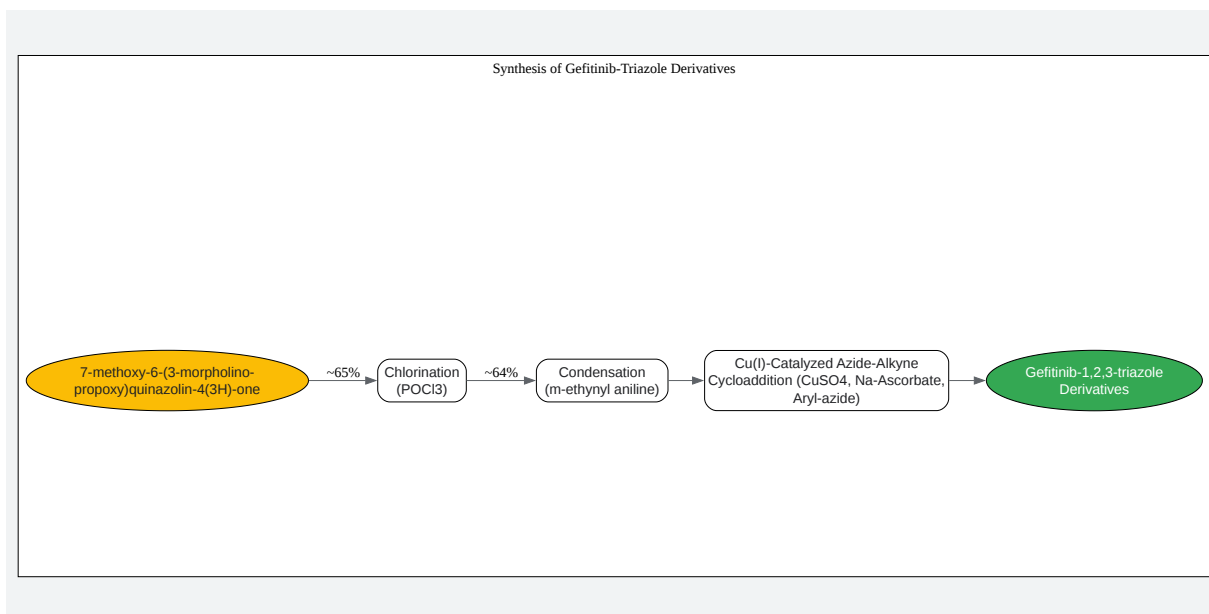 Synthesis of Gefitinib-Triazole Derivatives
7-methoxy-6-(3-morpholino-
propoxy)quinazolin-4(3H)-one
~65%
Chlorination
(POCl3)
~64%
Condensation
(m-ethynyl aniline)
Cu(I)-Catalyzed Azide-Alkyne
Cycloaddition (CuSO4, Na-Ascorbate,
Aryl-azide)
Gefitinib-1,2,3-triazole
Derivatives